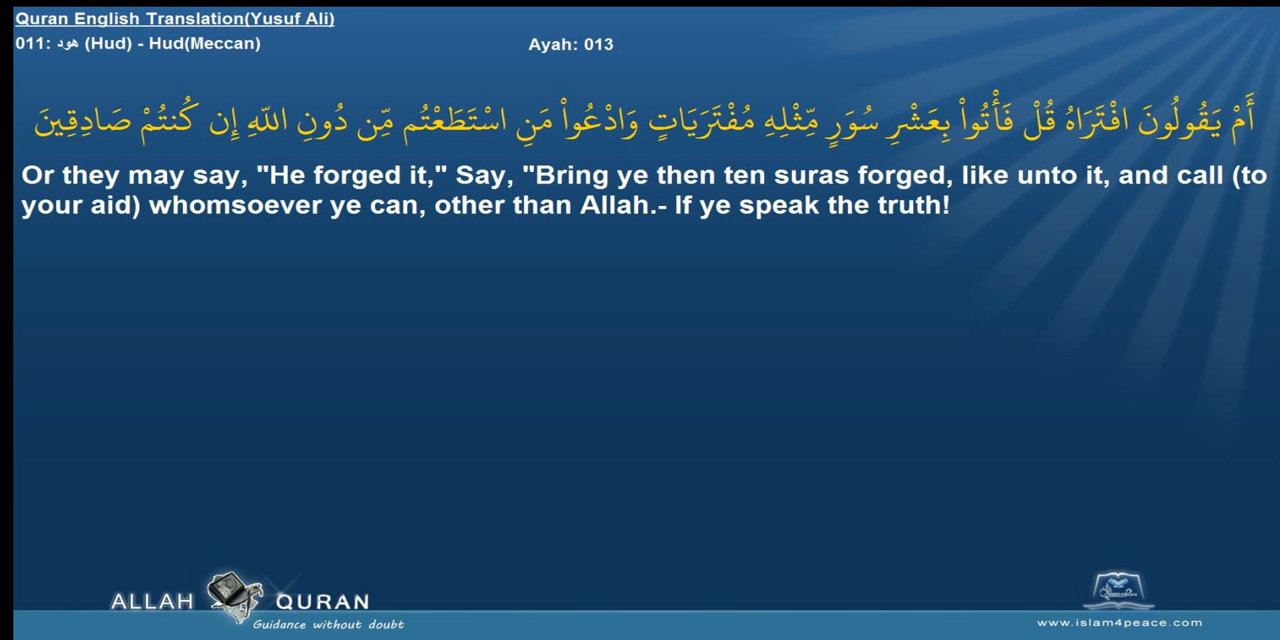 Quran English Translation(Yusuf Ali)
011: هود (Hud) - Hud(Meccan)
Ayah: 013
أَمْ يَقُولُونَ افْتَرَاهُ قُلْ فَأْتُواْ بِعَشْرِ سُوَرٍ مِّثْلِهِ مُفْتَرَيَاتٍ وَادْعُواْ مَنِ اسْتَطَعْتُم مِّن دُونِ اللّهِ إِن كُنتُمْ صَادِقِينَ
Or they may say, "He forged it," Say, "Bring ye then ten suras forged, like unto it, and call (to
your aid) whomsoever ye can, other than Allah.- If ye speak the truth!
ALLAH QURAN
Guidance without doubt
www.islam4peace.com